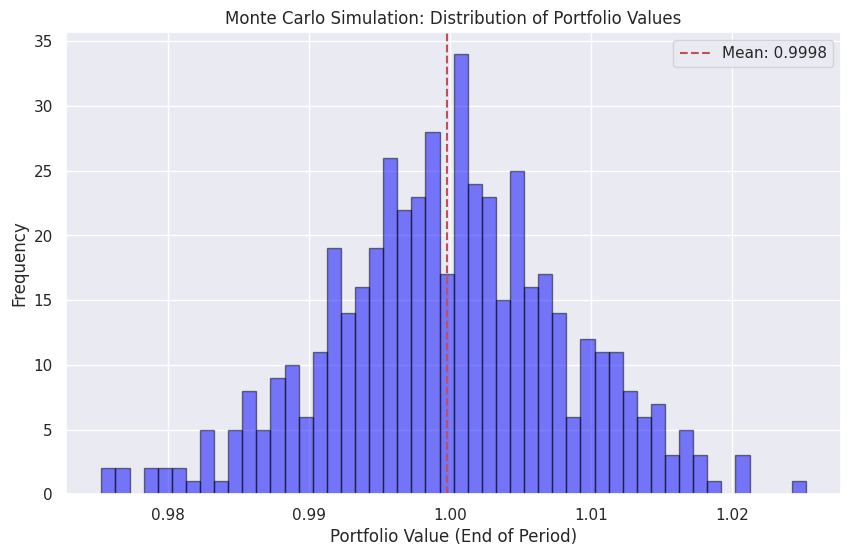 Monte Carlo Simulation: Distribution of Portfolio Values
Mean: 0.9998
Frequency
35
30
25
20
15
10
5
0
0.98 0.99 1.00 1.01 1.02
Portfolio Value (End of Period)